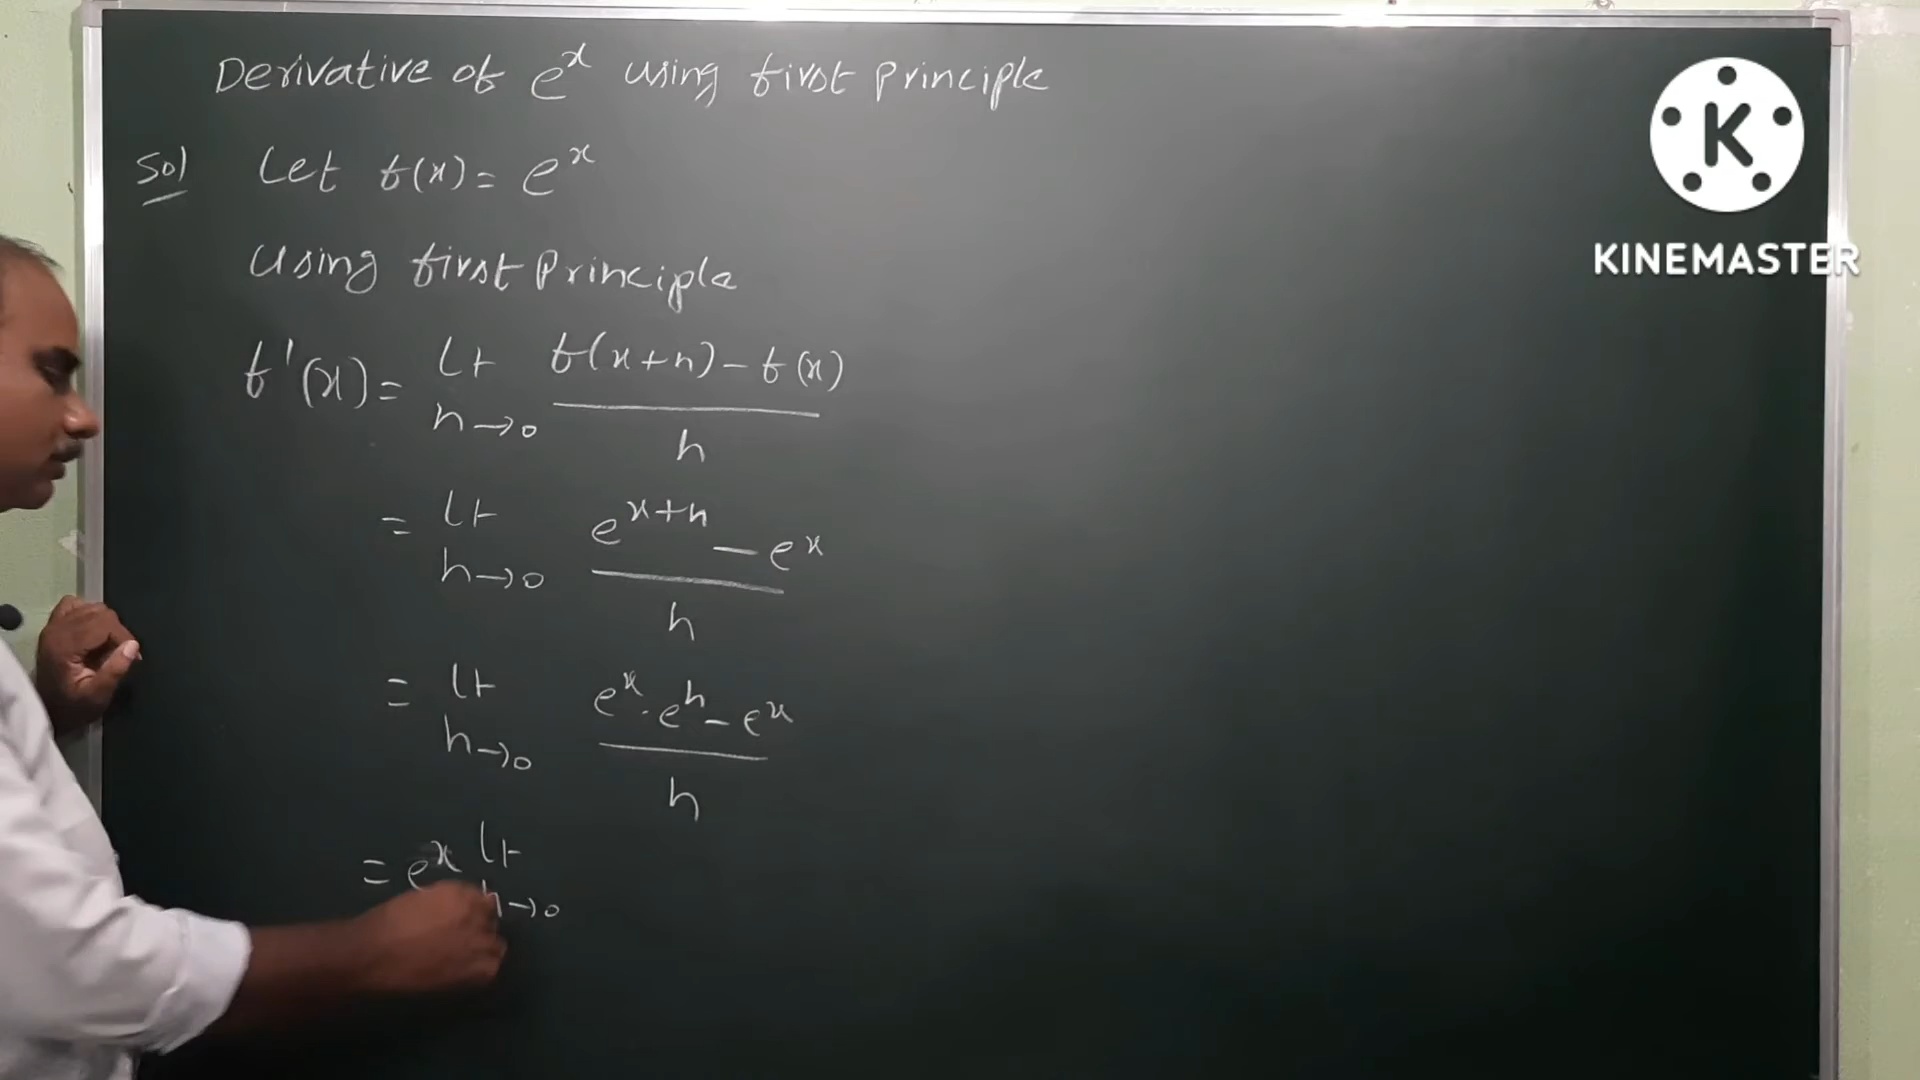 Derivative of e^x using first principle
Sol) Let f(x) = e^x
Using first Principle
f'(x) = Lt h→0 f(x+h) - f(x) / h
= Lt h→0 e^x+h - e^x / h
= Lt h→0 e^x . e^h - e^x / h
= e^x Lt h→0
K
KINEMASTER